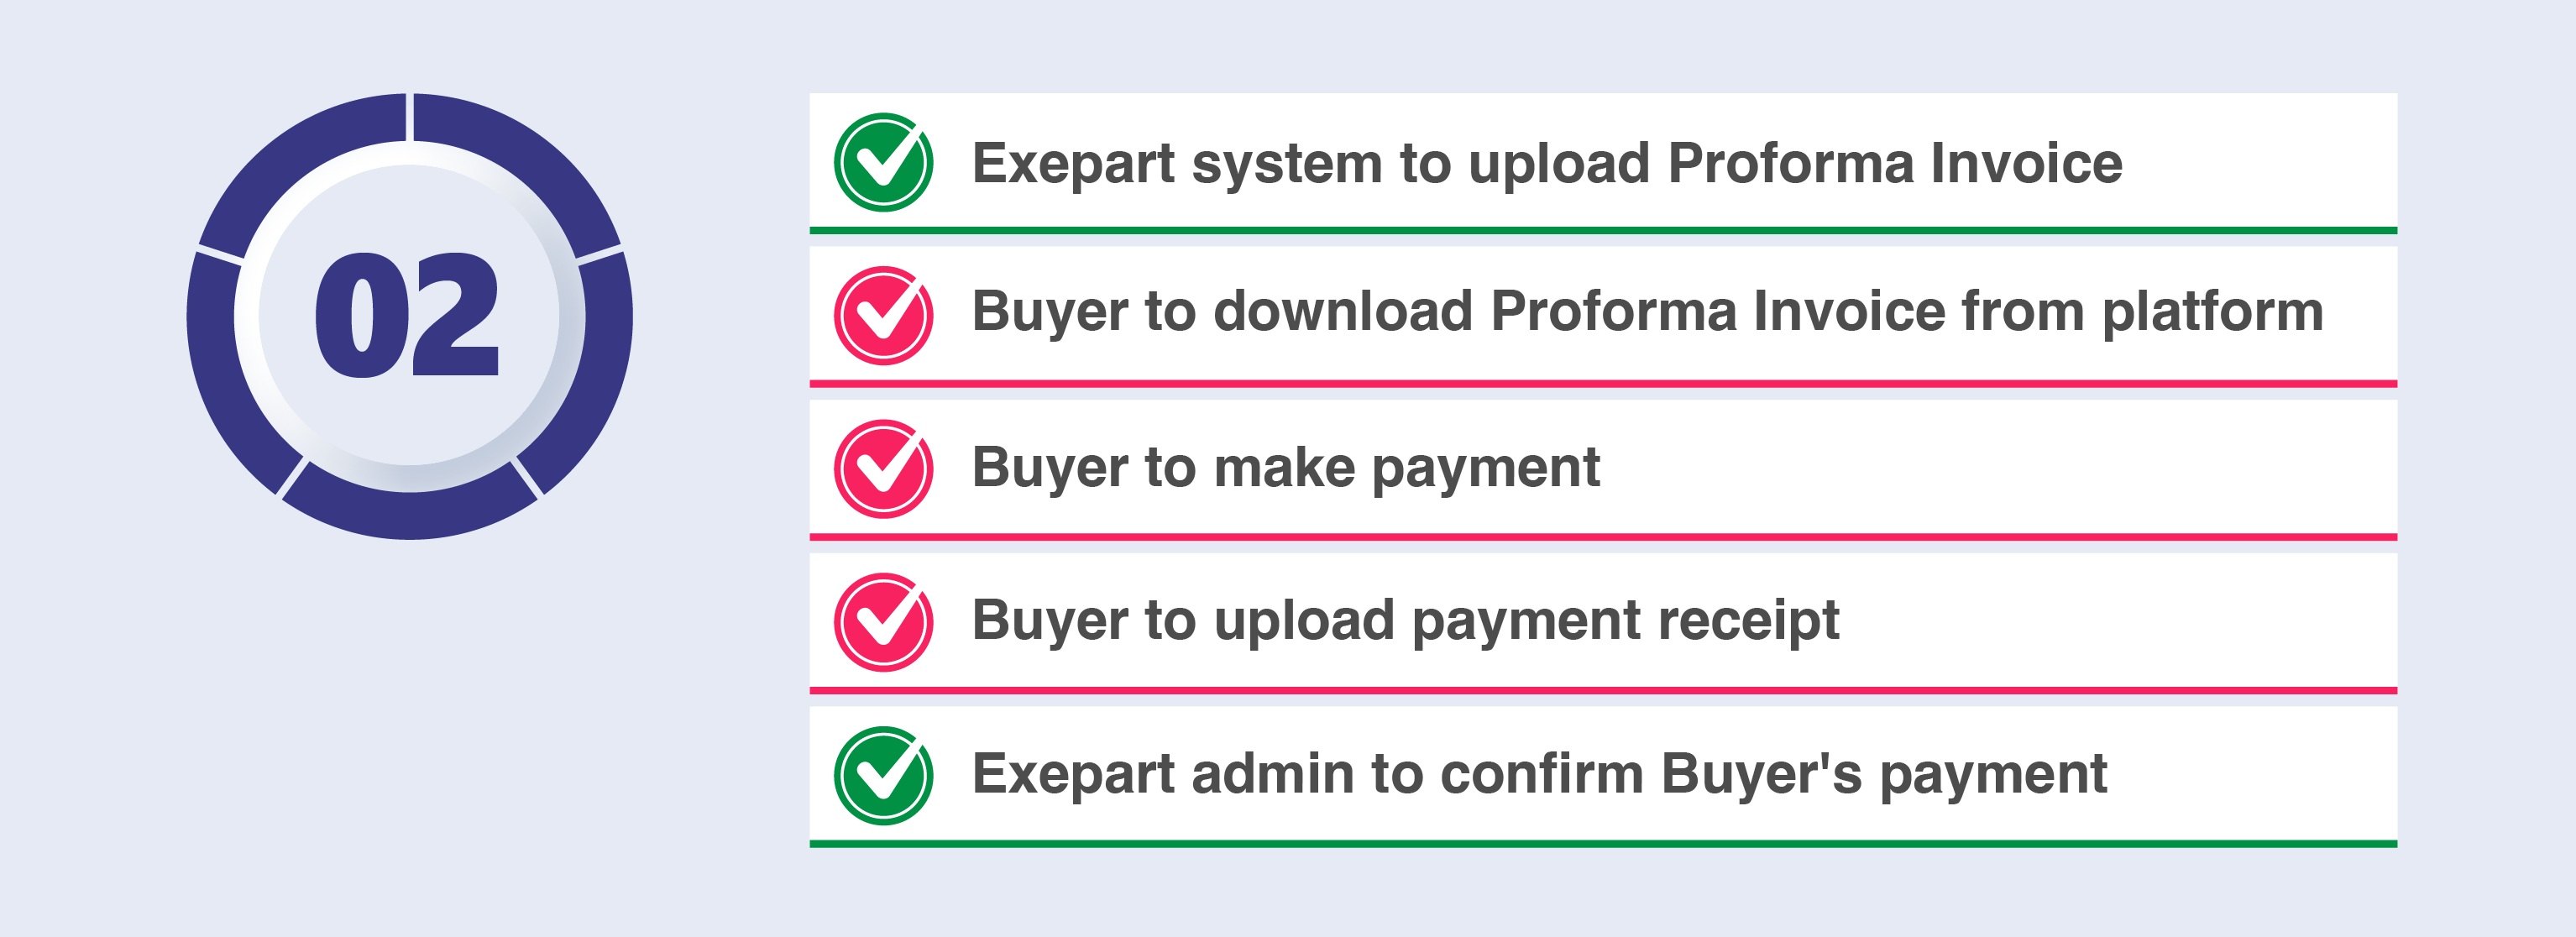 02
Exepart system to upload Proforma Invoice
Buyer to download Proforma Invoice from platform
Buyer to make payment
Buyer to upload payment receipt
Exepart admin to confirm Buyer's payment